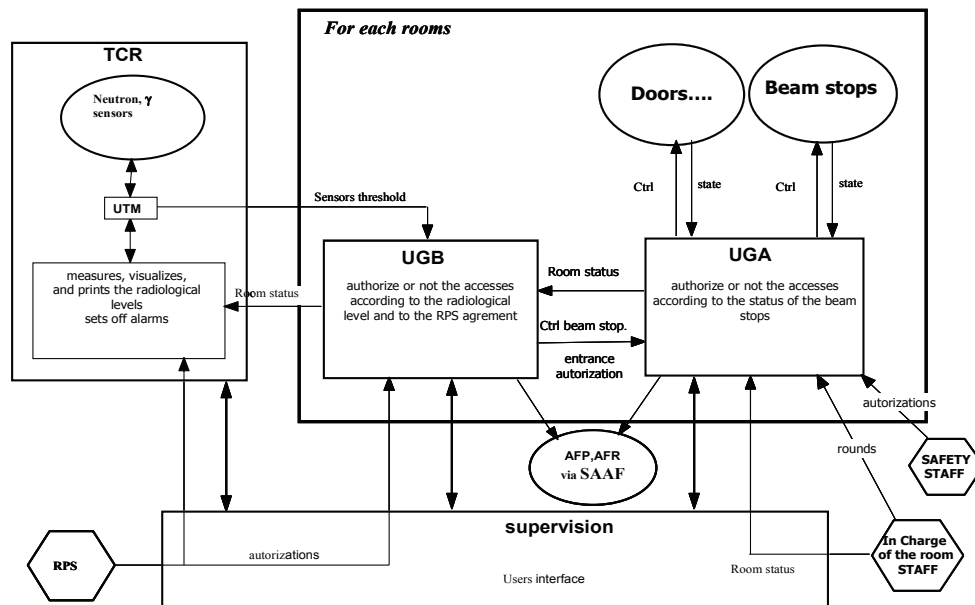 For each rooms
TCR
Neutron, γ
sensors
Doors....
Beam stops
Ctrl
state
Ctrl
state
Sensors threshold
UTM
UGB
authorize or not the accesses
according to the radiological
level and to the RPS agrement
UGA
authorize or not the accesses
according to the status of the beam
stops
measures, visualizes,
and prints the radiological
levels
sets off alarms
Room status
Room status
Ctrl beam stop.
entrance
autorization
autorizations
rounds
AFP,AFR
via SAAF
SAFETY
STAFF
supervision
In Charge
of the room
STAFF
RPS
autorizations
Room status
Users interface